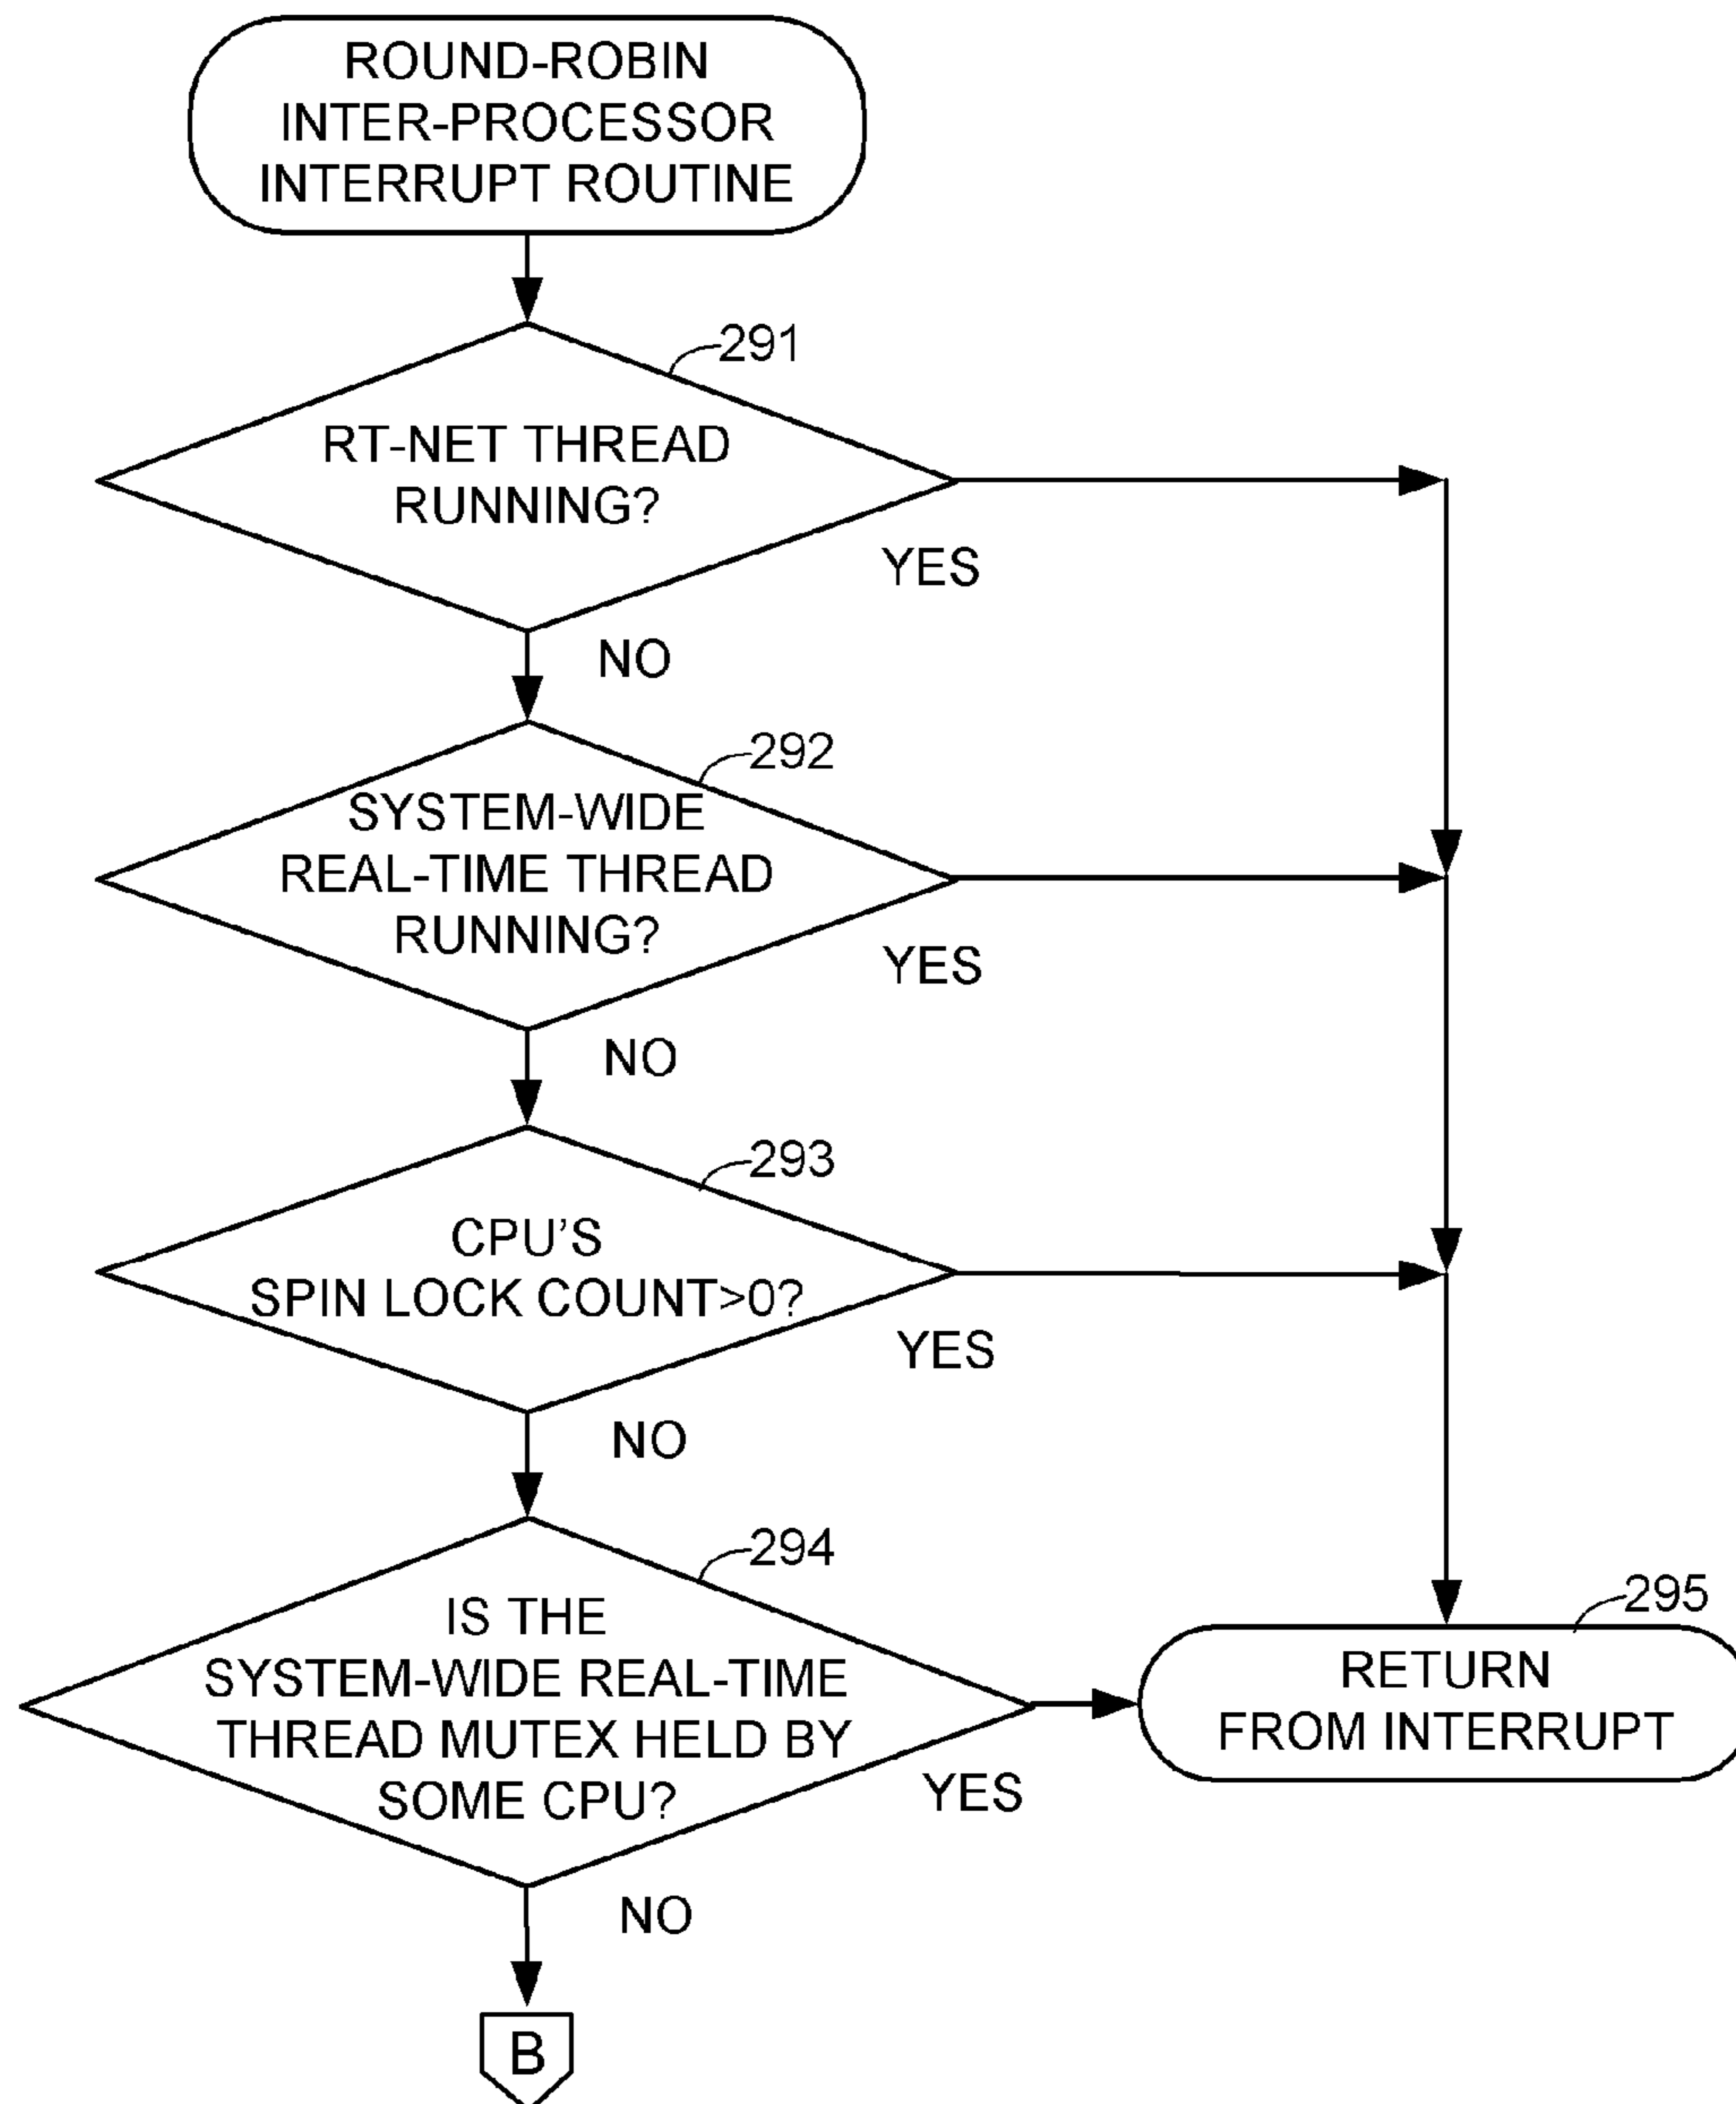 ROUND-ROBIN
INTER-PROCESSOR
INTERRUPT ROUTINE
291
RT-NET THREAD
RUNNING?
YES
NO
292
SYSTEM-WIDE
REAL-TIME THREAD
RUNNING?
YES
NO
293
CPU'S
SPIN LOCK COUNT>0?
YES
NO
294
IS THE
SYSTEM-WIDE REAL-TIME
THREAD MUTEX HELD BY
SOME CPU?
YES
295
RETURN
FROM INTERRUPT
NO
B